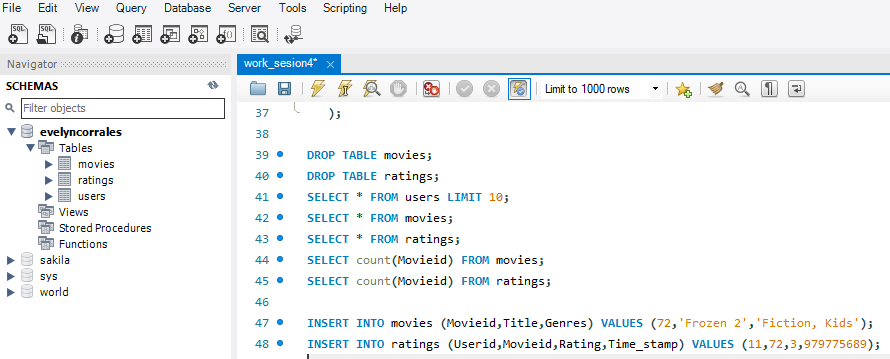 File Edit View Query Database Server Tools Scripting Help
Navigator
SCHEMAS
Filter objects
evelyncorrales
Tables
movies
ratings
users
Views
Stored Procedures
Functions
sakila
sys
world
work_sesion4*
Limit to 1000 rows
37 );
38
39 DROP TABLE movies;
40 DROP TABLE ratings;
41 SELECT * FROM users LIMIT 10;
42 SELECT * FROM movies;
43 SELECT * FROM ratings;
44 SELECT count(Movieid) FROM movies;
45 SELECT count(Movieid) FROM ratings;
46
47 INSERT INTO movies (Movieid,Title,Genres) VALUES (72,'Frozen 2','Fiction, Kids');
48 INSERT INTO ratings (Userid,Movieid,Rating,Time_stamp) VALUES (11,72,3,979775689);